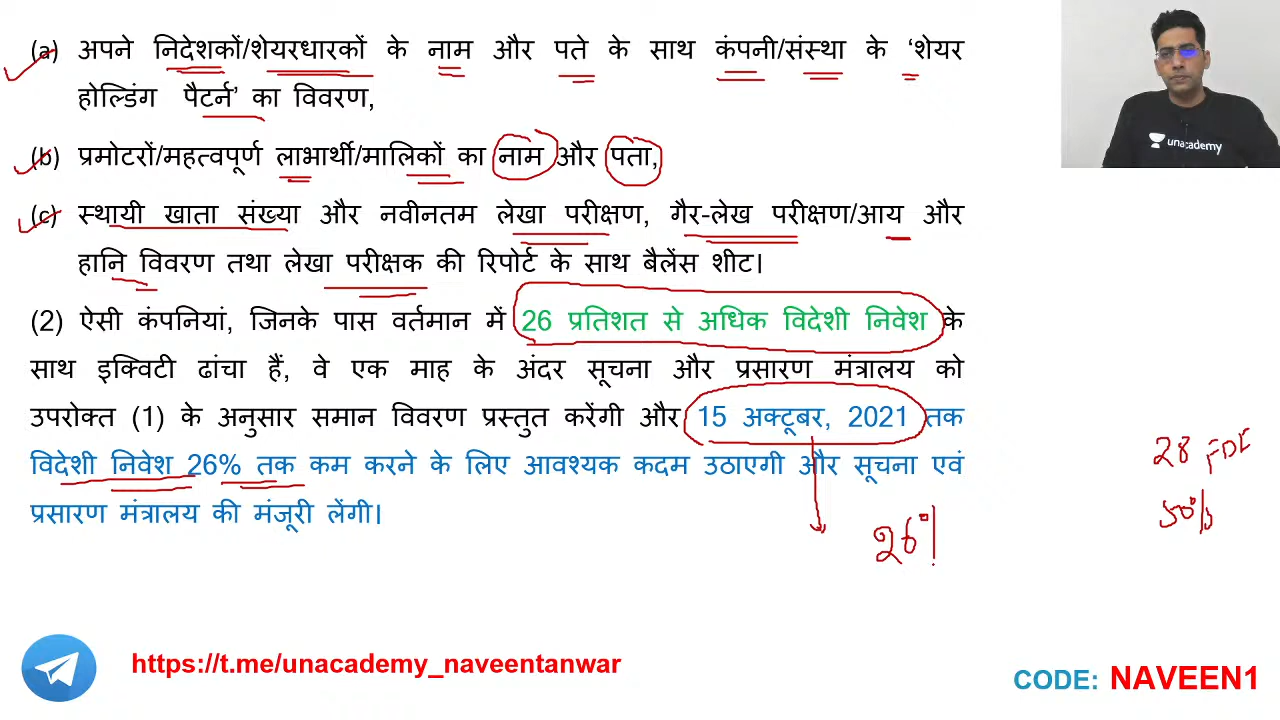 (a) अपने निदेशकों/शेयरधारकों के नाम और पते के साथ कंपनी/संस्था के ‘शेयर
होल्डिंग पैटर्न’ का विवरण,
(b) प्रमोटरों/महत्वपूर्ण लाभार्थी/मालिकों का नाम और पता,
(c) स्थायी खाता संख्या और नवीनतम लेखा परीक्षण, गैर-लेख परीक्षण/आय और
हानि विवरण तथा लेखा परीक्षक की रिपोर्ट के साथ बैलेंस शीट।
(2) ऐसी कंपनियां, जिनके पास वर्तमान में 26 प्रतिशत से अधिक विदेशी निवेश के
साथ इक्विटी ढांचा हैं, वे एक माह के अंदर सूचना और प्रसारण मंत्रालय को
उपरोक्त (1) के अनुसार समान विवरण प्रस्तुत करेंगी और 15 अक्टूबर, 2021 तक
विदेशी निवेश 26% तक कम करने के लिए आवश्यक कदम उठाएगी और सूचना एवं
प्रसारण मंत्रालय की मंजूरी लेंगी।
26%
28 FDI
50%
unacademy
https://t.me/unacademy_naveentanwar
CODE: NAVEEN1